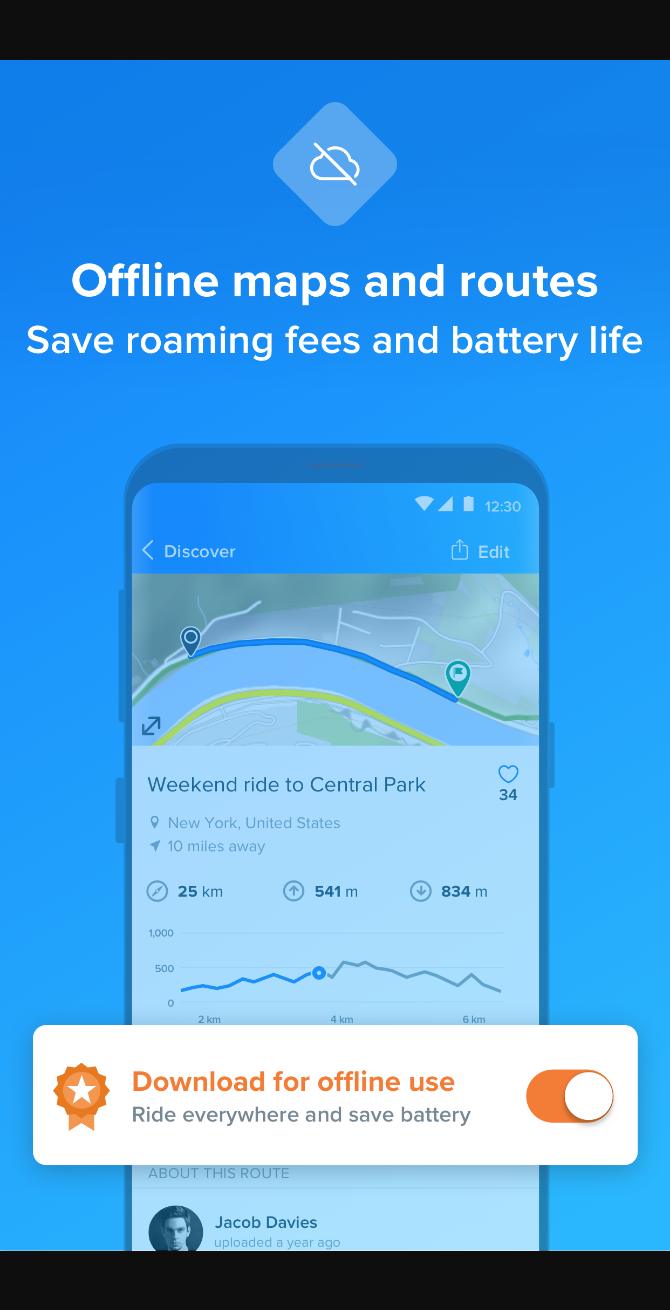 Offline maps and routes
Save roaming fees and battery life
12:30
Discover
Edit
Weekend ride to Central Park
34
New York, United States
10 miles away
25 km
541 m
834 m
1,000
500
0
2 km
4 km
6 km
Download for offline use
Ride everywhere and save battery
ABOUT THIS ROUTE
Jacob Davies
uploaded a year ago